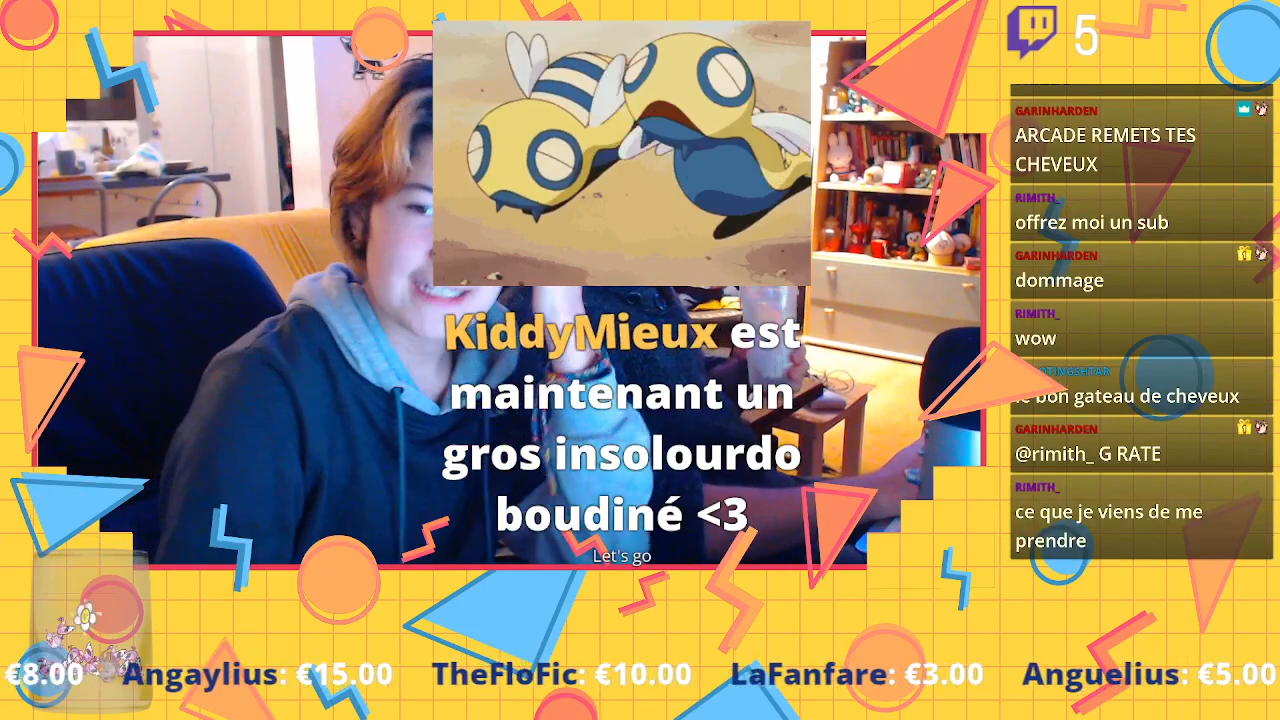 5
GARINHARDEN
ARCADE REMETS TES
CHEVEUX
RIMITH_
offrez moi un sub
GARINHARDEN
dommage
RIMITH_
wow
bon gateau de cheveux
GARINHARDEN
@rimith_ G RATE
RIMITH_
ce que je viens de me
prendre
KiddyMieux est
maintenant un
gros insolourdo
boudiné <3
Let's go
€8.00 Angaylius: €15.00 TheFloFic: €10.00 LaFanfare: €3.00 Anguelius: €5.00